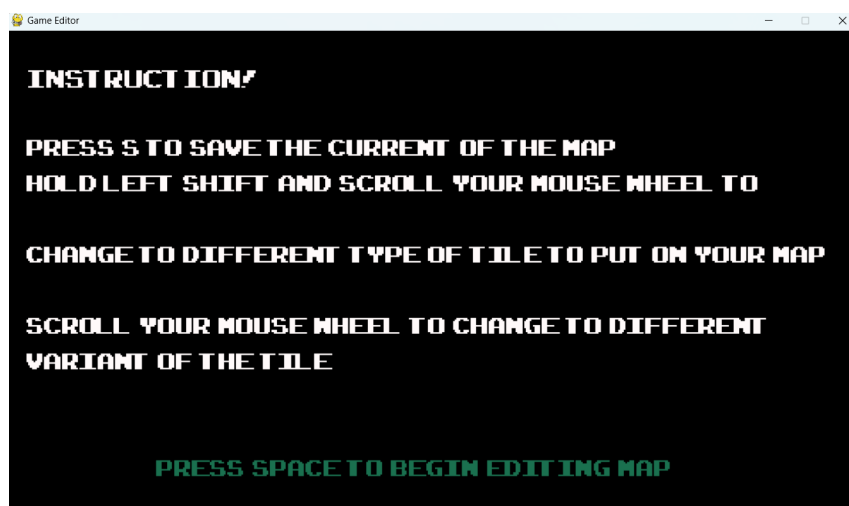 Game Editor
INSTRUCTION!
PRESS S TO SAVE THE CURRENT OF THE MAP
HOLD LEFT SHIFT AND SCROLL YOUR MOUSE WHEEL TO
CHANGE TO DIFFERENT TYPE OF TILE TO PUT ON YOUR MAP
SCROLL YOUR MOUSE WHEEL TO CHANGE TO DIFFERENT
VARIANT OF THE TILE
PRESS SPACE TO BEGIN EDITING MAP